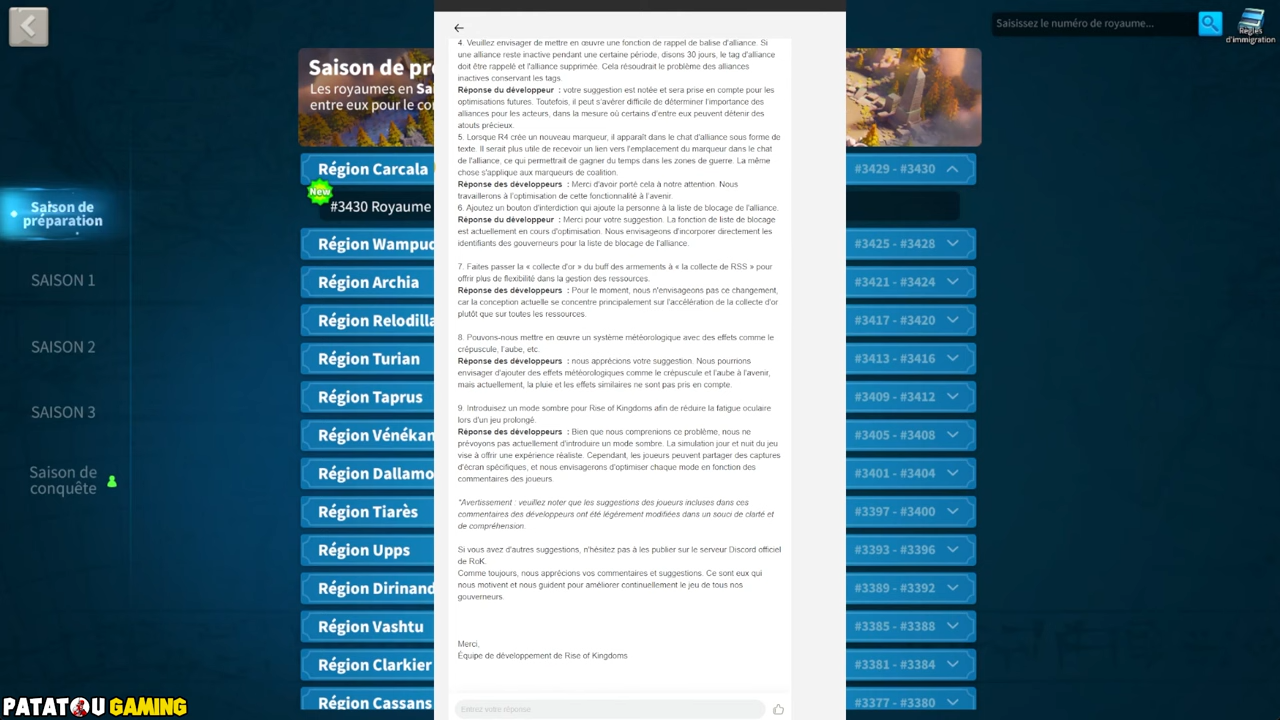 Saisissez le numéro de royaume...
Règles
d'immigration
Saison de pr
Les royaumes en Sa
entre eux pour le co
Saison de
préparation
SAISON 1
SAISON 2
SAISON 3
Saison de
conquête
Région Carcala
New
#3430 Royaume
Région Wampuc
Région Archia
Région Relodilla
Région Turian
Région Taprus
Région Vénékan
Région Dallamo
Région Tiarès
Région Upps
Région Dirinand
Région Vashtu
Région Clarkier
Région Cassano
4. Veuillez envisager de mettre en œuvre une fonction de rappel de balise d'alliance. Si
une alliance reste inactive pendant une certaine période, disons 30 jours, le tag d'alliance
doit être rappelé et l'alliance supprimée. Cela résoudrait le problème des alliances
inactives conservant les tags.
Réponse du développeur : votre suggestion est notée et sera prise en compte pour les
optimisations futures. Toutefois, il peut s'avérer difficile de déterminer l'importance des
alliances pour les acteurs, dans la mesure où certains d'entre eux peuvent détenir des
atouts précieux.
5. Lorsque R4 crée un nouveau marqueur, il apparaît dans le chat d'alliance sous forme de
texte. Il serait plus utile de recevoir un lien vers l'emplacement du marqueur dans le chat
de l'alliance, ce qui permettrait de gagner du temps dans les zones de guerre. La même
chose s'applique aux marqueurs de coalition.
Réponse des développeurs : Merci d'avoir porté cela à notre attention. Nous
travaillerons à l'optimisation de cette fonctionnalité à l'avenir.
6. Ajoutez un bouton d'interdiction qui ajoute la personne à la liste de blocage de l'alliance.
Réponse du développeur : Merci pour votre suggestion. La fonction de liste de blocage
est actuellement en cours d'optimisation. Nous envisageons d'incorporer directement les
identifiants des gouverneurs pour la liste de blocage de l'alliance.
7. Faites passer la « collecte d'or » du buff des armements à « la collecte de RSS » pour
offrir plus de flexibilité dans la gestion des ressources.
Réponse des développeurs : Pour le moment, nous n'envisageons pas ce changement,
car la conception actuelle se concentre principalement sur l'accélération de la collecte d'or
plutôt que sur toutes les ressources.
8. Pouvons-nous mettre en œuvre un système météorologique avec des effets comme le
crépuscule, l'aube, etc.
Réponse des développeurs : nous apprécions votre suggestion. Nous pourrions
envisager d'ajouter des effets météorologiques comme le crépuscule et l'aube à l'avenir,
mais actuellement, la pluie et les effets similaires ne sont pas pris en compte.
9. Introduisez un mode sombre pour Rise of Kingdoms afin de réduire la fatigue oculaire
lors d'un jeu prolongé.
Réponse des développeurs : Bien que nous comprenions ce problème, nous ne
prévoyons pas actuellement d'introduire un mode sombre. La simulation jour et nuit du jeu
vise à offrir une expérience réaliste. Cependant, les joueurs peuvent partager des captures
d'écran spécifiques, et nous envisagerons d'optimiser chaque mode en fonction des
commentaires des joueurs.
*Avertissement : veuillez noter que les suggestions des joueurs incluses dans ces
commentaires des développeurs ont été légèrement modifiées dans un souci de clarté et
de compréhension.
Si vous avez d'autres suggestions, n'hésitez pas à les publier sur le serveur Discord officiel
de RoK.
Comme toujours, nous apprécions vos commentaires et suggestions. Ce sont eux qui
nous motivent et nous guident pour améliorer continuellement le jeu de tous nos
gouverneurs.
Merci,
Équipe de développement de Rise of Kingdoms
Entrez votre réponse
#3429 - #3430
#3425 - #3428
#3421 - #3424
#3417 - #3420
#3413 - #3416
#3409 - #3412
#3405 - #3408
#3401 - #3404
#3397 - #3400
#3393 - #3396
#3389 - #3392
#3385 - #3388
#3381 - #3384
#3377 - #3380
PATATOU GAMING